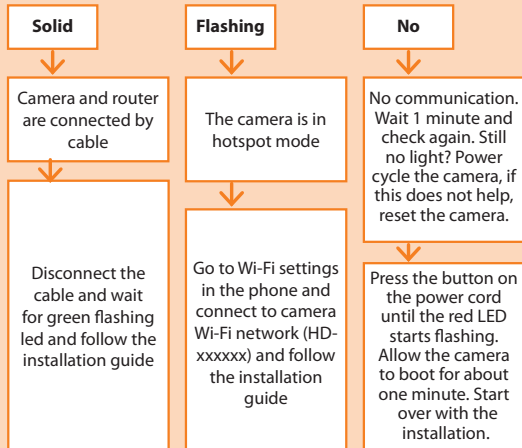 Solid
Camera and router
are connected by
cable
Disconnect the
cable and wait
for green flashing
led and follow the
installation guide
Flashing
The camera is in
hotspot mode
Go to Wi-Fi settings
in the phone and
connect to camera
Wi-Fi network (HD-
xxxxxx) and follow
the installation
guide
No
No communication.
Wait 1 minute and
check again. Still
no light? Power
cycle the camera, if
this does not help,
reset the camera.
Press the button on
the power cord
until the red LED
starts flashing.
Allow the camera
to boot for about
one minute. Start
over with the
installation.